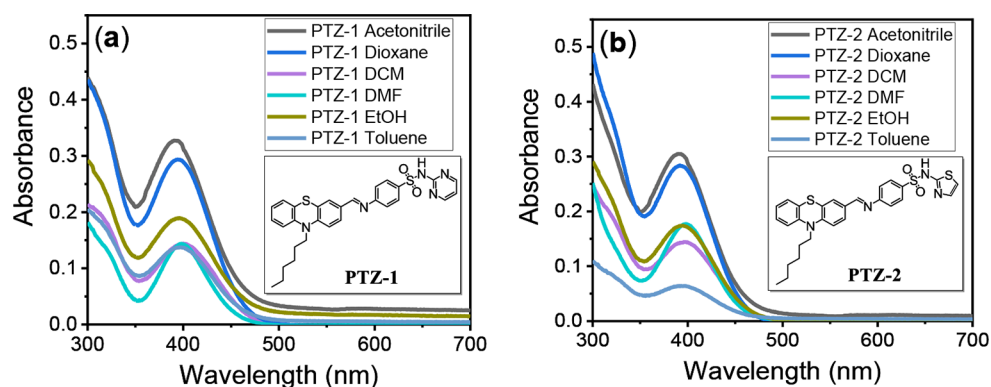 (a)
0.5
0.4
0.3
0.2
0.1
0.0
Absorbance
PTZ-1 Acetonitrile
PTZ-1 Dioxane
PTZ-1 DCM
PTZ-1 DMF
PTZ-1 EtOH
PTZ-1 Toluene
O
H
S
N
O
N
N
S
N
N
PTZ-1
300 400 500 600 700
Wavelength (nm)
(b)
0.5
0.4
0.3
0.2
0.1
0.0
Absorbance
PTZ-2 Acetonitrile
PTZ-2 Dioxane
PTZ-2 DCM
PTZ-2 DMF
PTZ-2 EtOH
PTZ-2 Toluene
O
H
S
N
S
O
N
S
N
N
PTZ-2
300 400 500 600 700
Wavelength (nm)